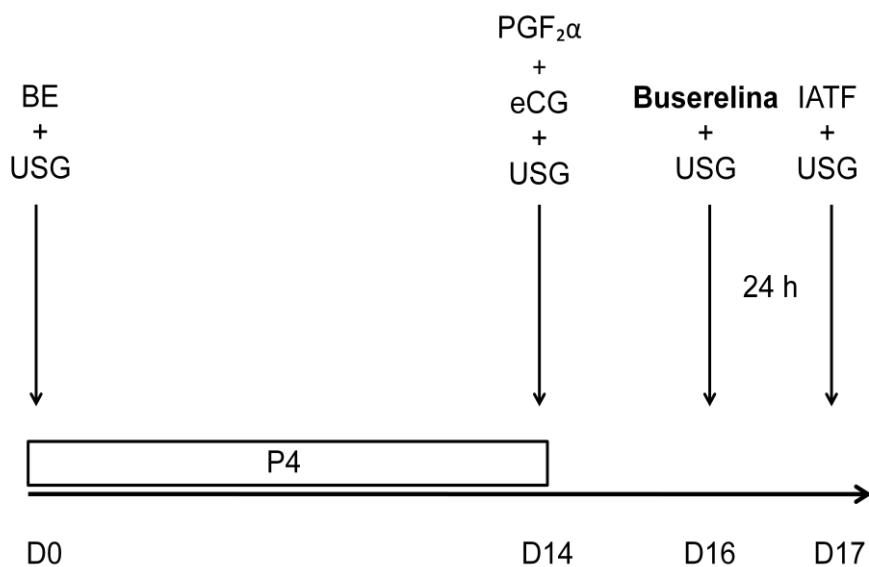 BE
+
USG
PGF₂α
+
eCG
+
USG
Buserelina
+
USG
IATF
+
USG
24 h
P4
D0
D14
D16
D17